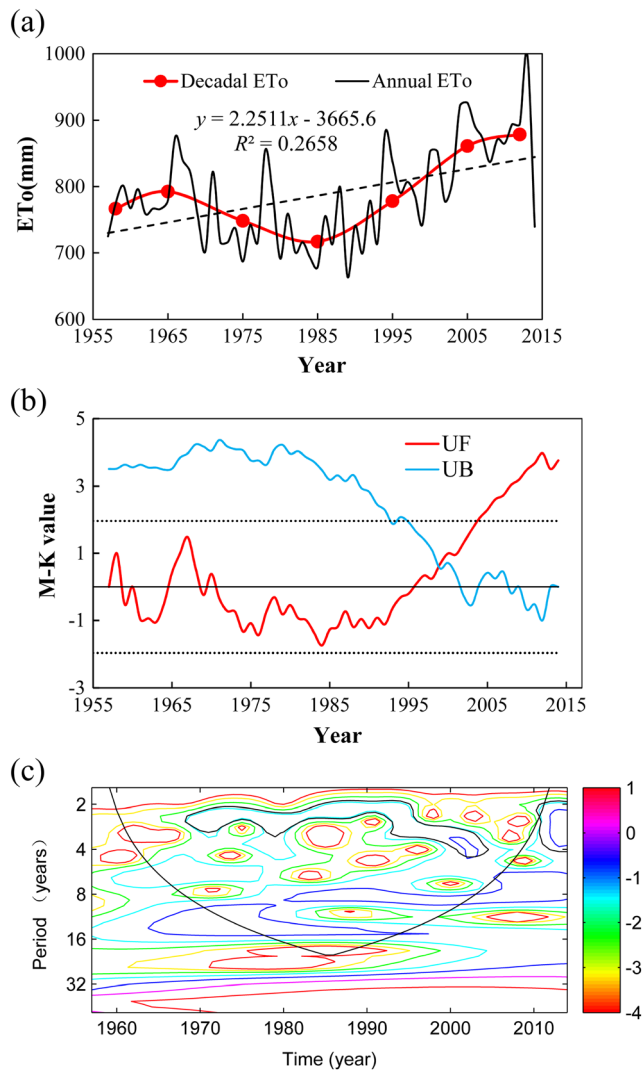 (a)
1000
900
800
700
600
ETo(mm)
Decadal ETo
Annual ETo
y = 2.2511x - 3665.6
R² = 0.2658
1955 1965 1975 1985 1995 2005 2015
Year
(b)
5
3
1
-1
-3
M-K value
UF
UB
1955 1965 1975 1985 1995 2005 2015
Year
(c)
2
4
8
16
32
Period （years）
1960 1970 1980 1990 2000 2010
Time (year)
1
0
-1
-2
-3
-4